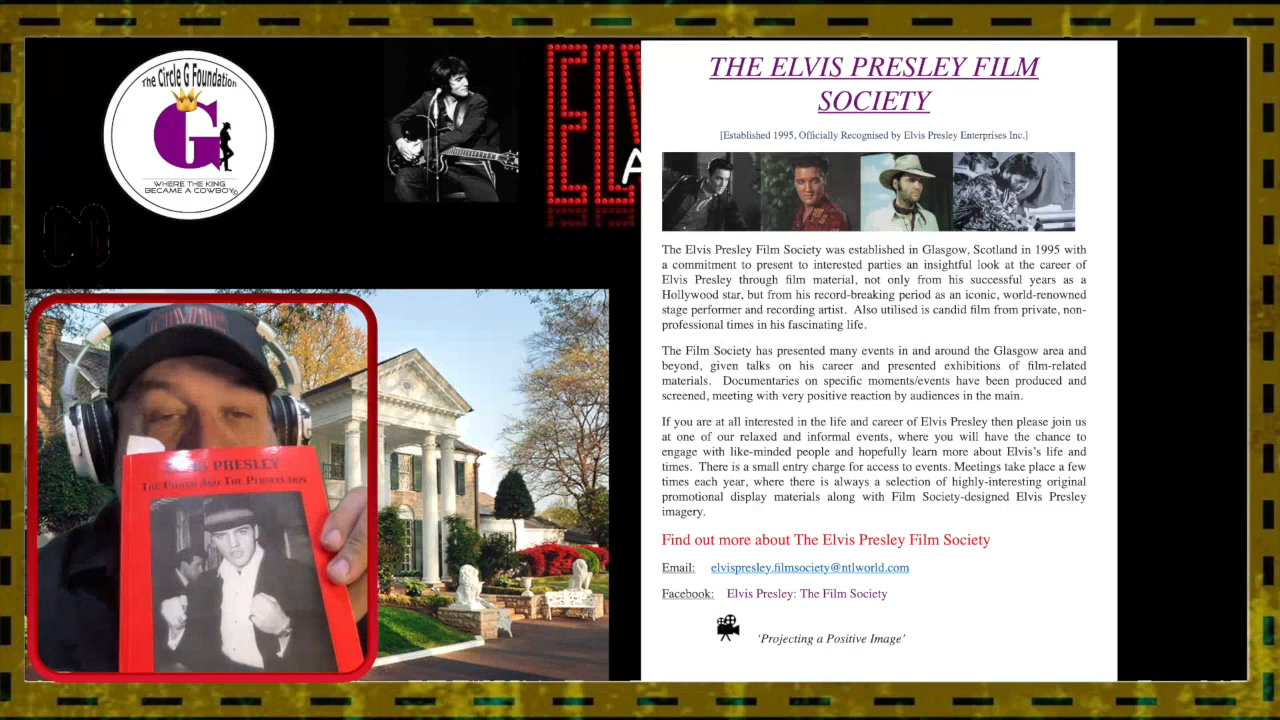 The Circle G Foundation
G
WHERE THE KING
BECAME A COWBOY
ELV
A
THE ELVIS PRESLEY FILM
SOCIETY
[Established 1995, Officially Recognised by Elvis Presley Enterprises Inc.]
The Elvis Presley Film Society was established in Glasgow, Scotland in 1995 with
a commitment to present to interested parties an insightful look at the career of
Elvis Presley through film material, not only from his successful years as a
Hollywood star, but from his record-breaking period as an iconic, world-renowned
stage performer and recording artist. Also utilised is candid film from private, non-
professional times in his fascinating life.
The Film Society has presented many events in and around the Glasgow area and
beyond, given talks on his career and presented exhibitions of film-related
materials. Documentaries on specific moments/events have been produced and
screened, meeting with very positive reaction by audiences in the main.
If you are at all interested in the life and career of Elvis Presley then please join us
at one of our relaxed and informal events, where you will have the chance to
engage with like-minded people and hopefully learn more about Elvis's life and
times. There is a small entry charge for access to events. Meetings take place a few
times each year, where there is always a selection of highly-interesting original
promotional display materials along with Film Society-designed Elvis Presley
imagery.
Find out more about The Elvis Presley Film Society
Email: elvispresley.filmsociety@ntlworld.com
Facebook: Elvis Presley: The Film Society
'Projecting a Positive Image'
PRESLEY
The Power And The Persecution